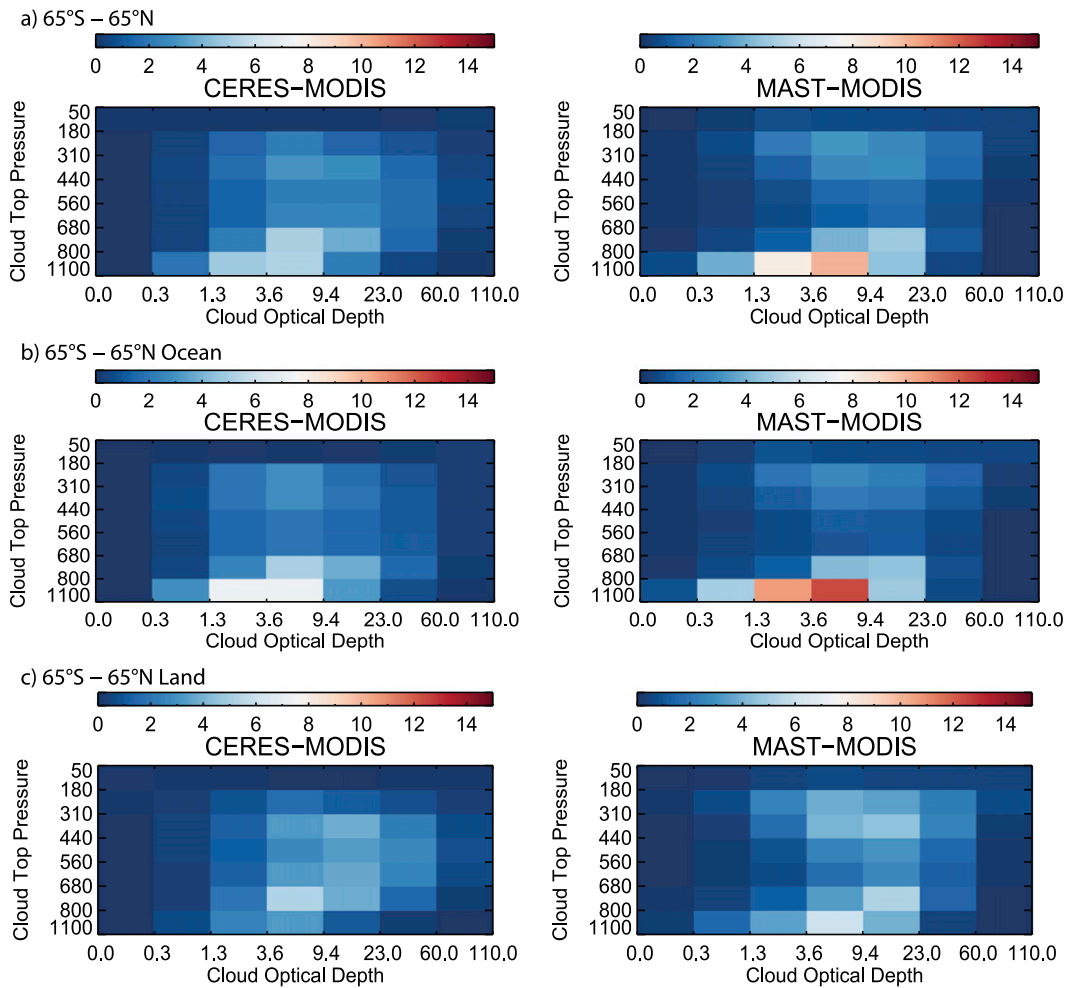 a) 65°S – 65°N
0 2 4 6 8 10 12 14
0 2 4 6 8 10 12 14
CERES−MODIS
MAST−MODIS
Cloud Top Pressure
50
180
310
440
560
680
800
1100
Cloud Top Pressure
50
180
310
440
560
680
800
1100
0.0 0.3 1.3 3.6 9.4 23.0 60.0 110.0
0.0 0.3 1.3 3.6 9.4 23.0 60.0 110.0
Cloud Optical Depth
Cloud Optical Depth
b) 65°S – 65°N Ocean
0 2 4 6 8 10 12 14
0 2 4 6 8 10 12 14
CERES−MODIS
MAST−MODIS
Cloud Top Pressure
50
180
310
440
560
680
800
1100
Cloud Top Pressure
50
180
310
440
560
680
800
1100
0.0 0.3 1.3 3.6 9.4 23.0 60.0 110.0
0.0 0.3 1.3 3.6 9.4 23.0 60.0 110.0
Cloud Optical Depth
Cloud Optical Depth
c) 65°S – 65°N Land
0 2 4 6 8 10 12 14
0 2 4 6 8 10 12 14
CERES−MODIS
MAST−MODIS
Cloud Top Pressure
50
180
310
440
560
680
800
1100
Cloud Top Pressure
50
180
310
440
560
680
800
1100
0.0 0.3 1.3 3.6 9.4 23.0 60.0 110.0
0.0 0.3 1.3 3.6 9.4 23.0 60.0 110.0
Cloud Optical Depth
Cloud Optical Depth